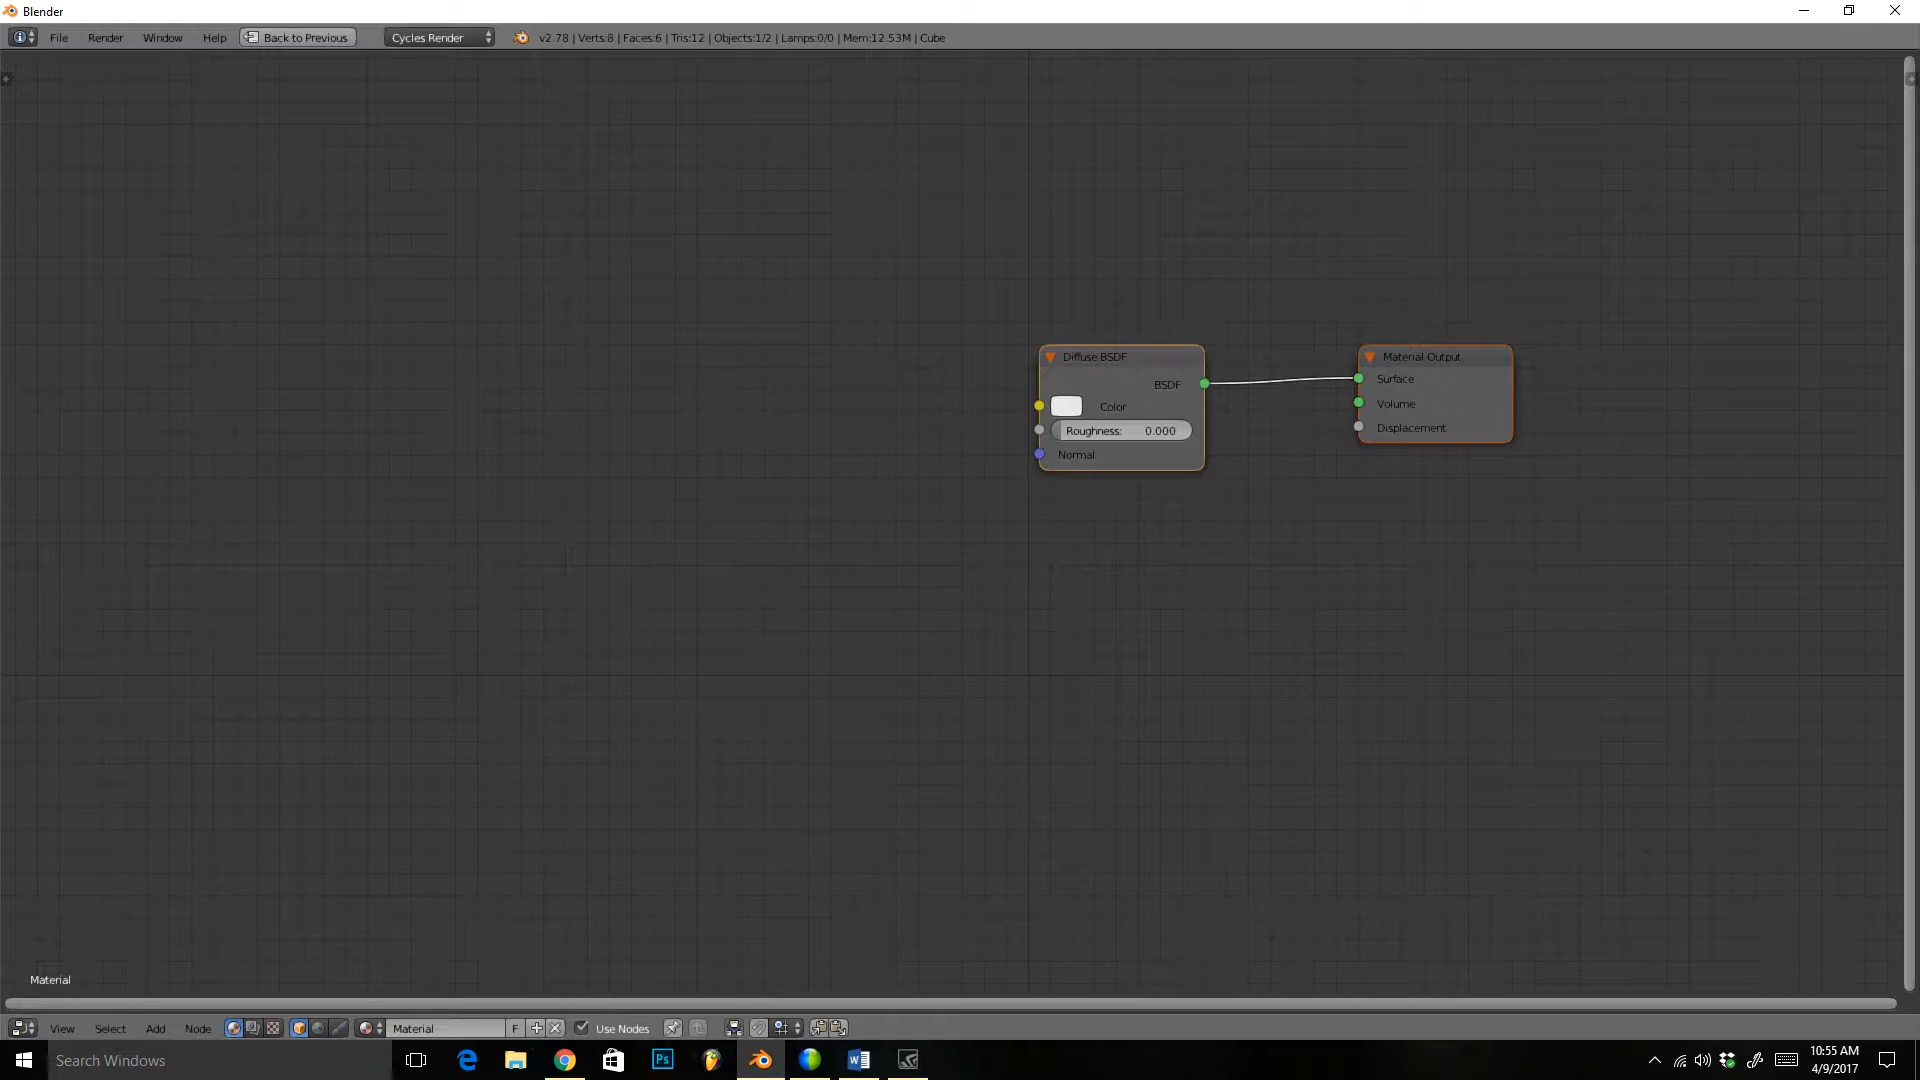 Blender
File Render Window Help Back to Previous Cycles Render v2.78 | Verts:8 | Faces:6 | Tris:12 | Objects:1/2 | Lamps:0/0 | Mem:12.53M | Cube
Diffuse BSDF
BSDF
Color
Roughness: 0.000
Normal
Material Output
Surface
Volume
Displacement
Material
View Select Add Node Material F Use Nodes
Search Windows
Ps
10:55 AM
4/9/2017